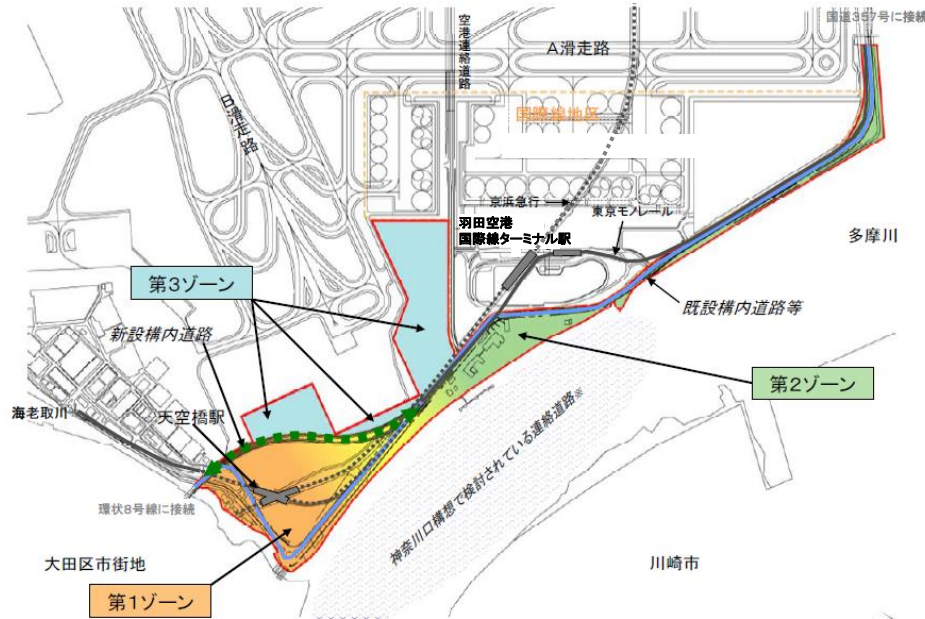 国道357号に接続
空港連絡道路
A滑走路
B滑走路
国際線地区
京浜急行
東京モノレール
羽田空港
国際線ターミナル駅
多摩川
第3ゾーン
既設構内道路等
新設構内道路
第2ゾーン
海老取川
天空橋駅
神奈川口構想で検討されている連絡道路※
環状8号線に接続
大田区市街地
川崎市
第1ゾーン